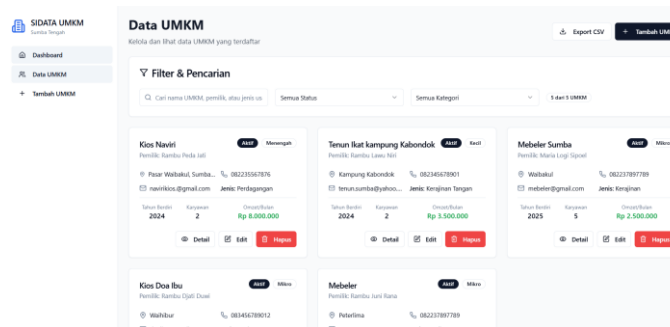 SIDATA UMKM
Sumba Tengah
Dashboard
Data UMKM
Tambah UMKM
Data UMKM
Kelola dan lihat data UMKM yang terdaftar
Export CSV
Tambah UM
Filter & Pencarian
Cari nama UMKM, pemilik, atau jenis us
Semua Status
Semua Kategori
5 dari 5 UMKM
Kios Naviri
Aktif
Menengah
Pemilik: Rambu Peda Jati
Pasar Waibakul, Sumba...
082235567876
navirikios.@gmail.com
Jenis: Perdagangan
Tahun Berdiri
Karyawan
Omzet/Bulan
2024
2
Rp 8.000.000
Detail
Edit
Hapus
Tenun Ikat kampung Kabondok
Aktif
Kecil
Pemilik: Rambu Lawu Niri
Kampung Kabondok
082345678901
tenun.sumba@yahoo....
Jenis: Kerajinan Tangan
Tahun Berdiri
Karyawan
Omzet/Bulan
2024
2
Rp 3.500.000
Detail
Edit
Hapus
Mebeler Sumba
Aktif
Mikro
Pemilik: Maria Logi Sipoel
Waibakul
082237897789
mebeler@gmail.com
Jenis: Kerajinan
Tahun Berdiri
Karyawan
Omzet/Bulan
2025
5
Rp 2.500.000
Detail
Edit
Hapus
Kios Doa Ibu
Aktif
Mikro
Pemilik: Rambu Djati Duwi
Waihibur
083456789012
Mebeler
Aktif
Mikro
Pemilik: Rambu Juni Rana
Peterlima
082237897789